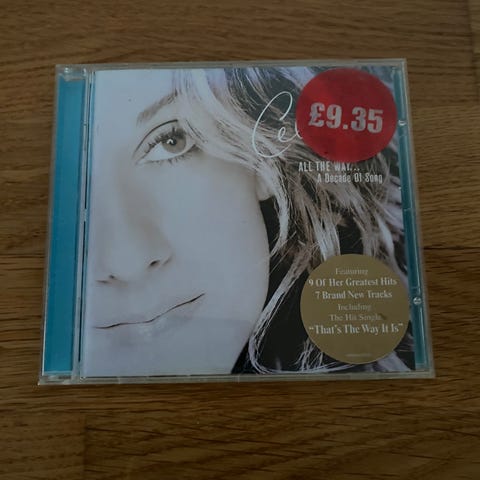 £9.35
ALL THE WAY...
A Decade Of Song
Featuring
9 Of Her Greatest Hits
7 Brand New Tracks
Including
The Hit Single
"That's The Way It Is"